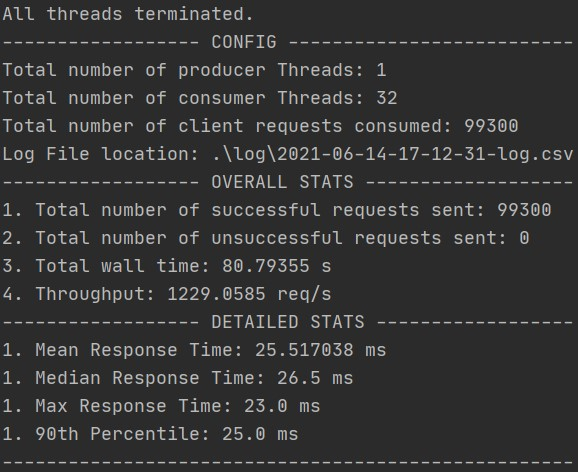 All threads terminated.
------------------ CONFIG --------------------------
Total number of producer Threads: 1
Total number of consumer Threads: 32
Total number of client requests consumed: 99300
Log File location: .\log\2021-06-14-17-12-31-log.csv
------------------ OVERALL STATS -------------------
1. Total number of successful requests sent: 99300
2. Total number of unsuccessful requests sent: 0
3. Total wall time: 80.79355 s
4. Throughput: 1229.0585 req/s
------------------ DETAILED STATS ------------------
1. Mean Response Time: 25.517038 ms
1. Median Response Time: 26.5 ms
1. Max Response Time: 23.0 ms
1. 90th Percentile: 25.0 ms
----------------------------------------------------